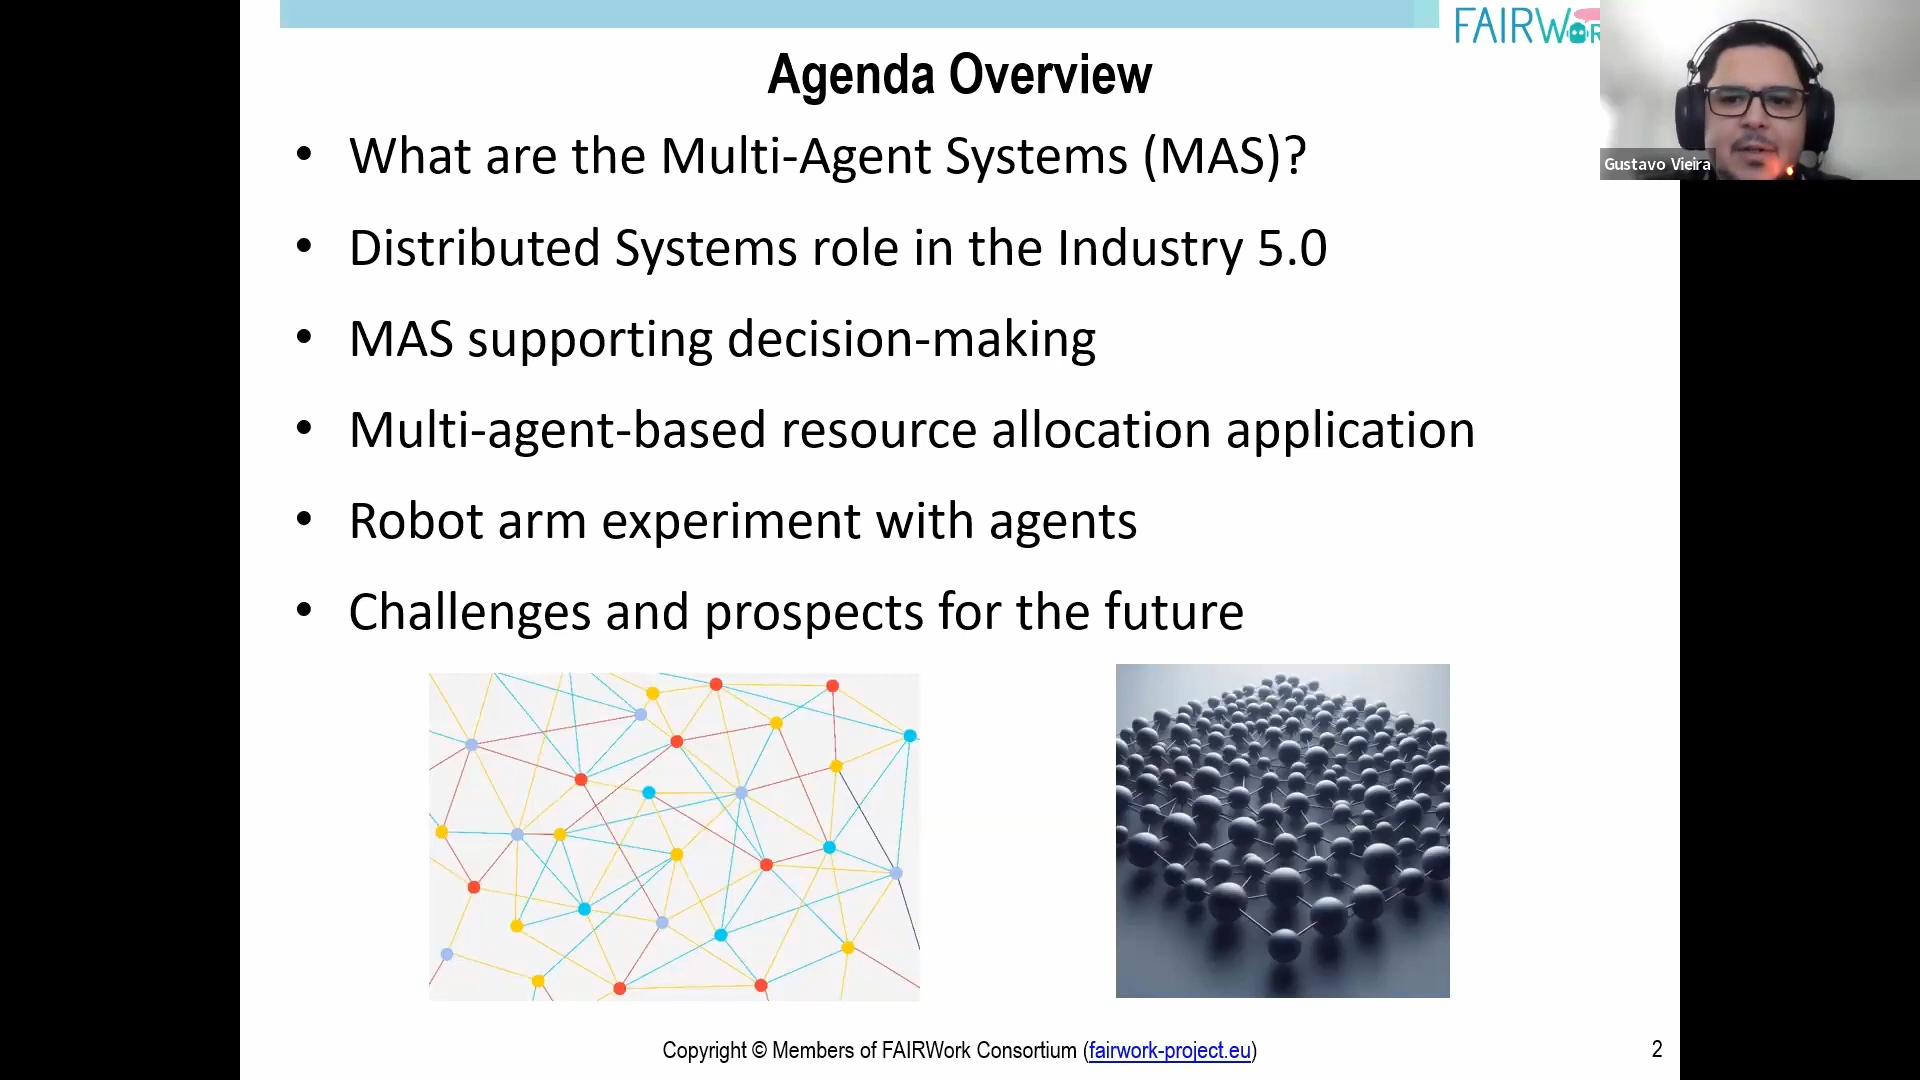 FAIRWor
Agenda Overview
Gustavo Vieira
• What are the Multi-Agent Systems (MAS)?
• Distributed Systems role in the Industry 5.0
• MAS supporting decision-making
• Multi-agent-based resource allocation application
• Robot arm experiment with agents
• Challenges and prospects for the future
Copyright © Members of FAIRWork Consortium (fairwork-project.eu)
2